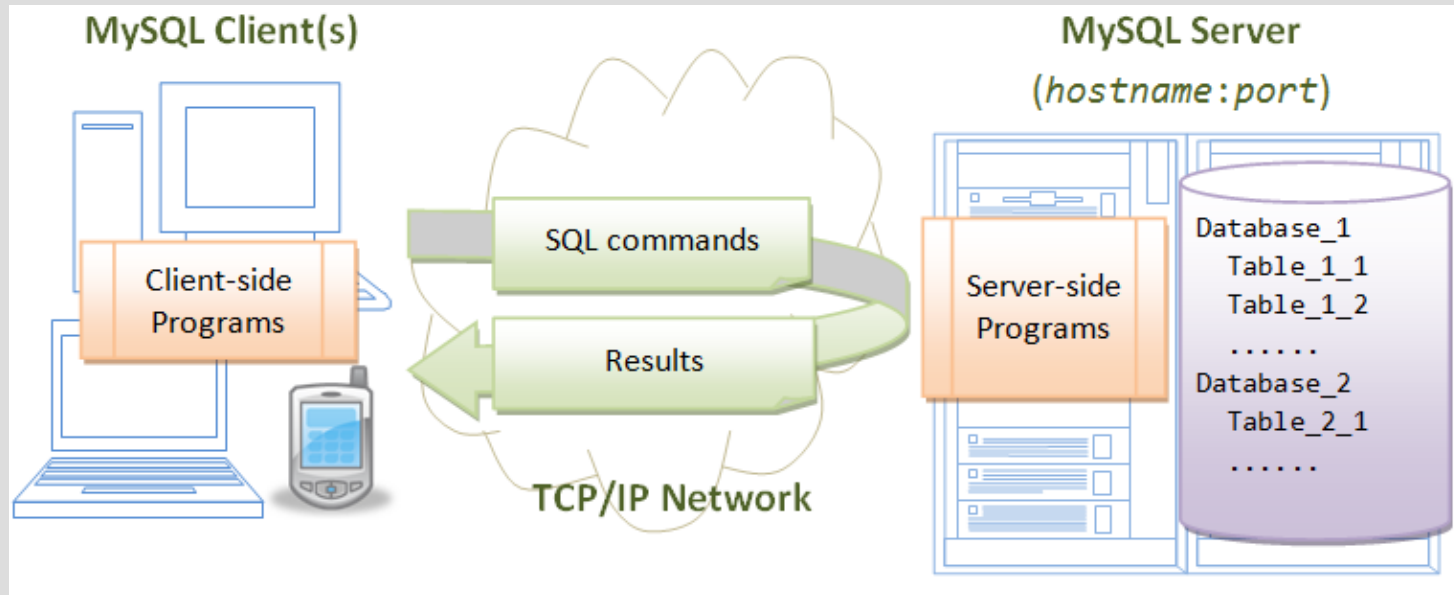 MySQL Client(s)
MySQL Server
(hostname:port)
Client-side
Programs
SQL commands
Results
TCP/IP Network
Server-side
Programs
Database_1
Table_1_1
Table_1_2
......
Database_2
Table_2_1
......